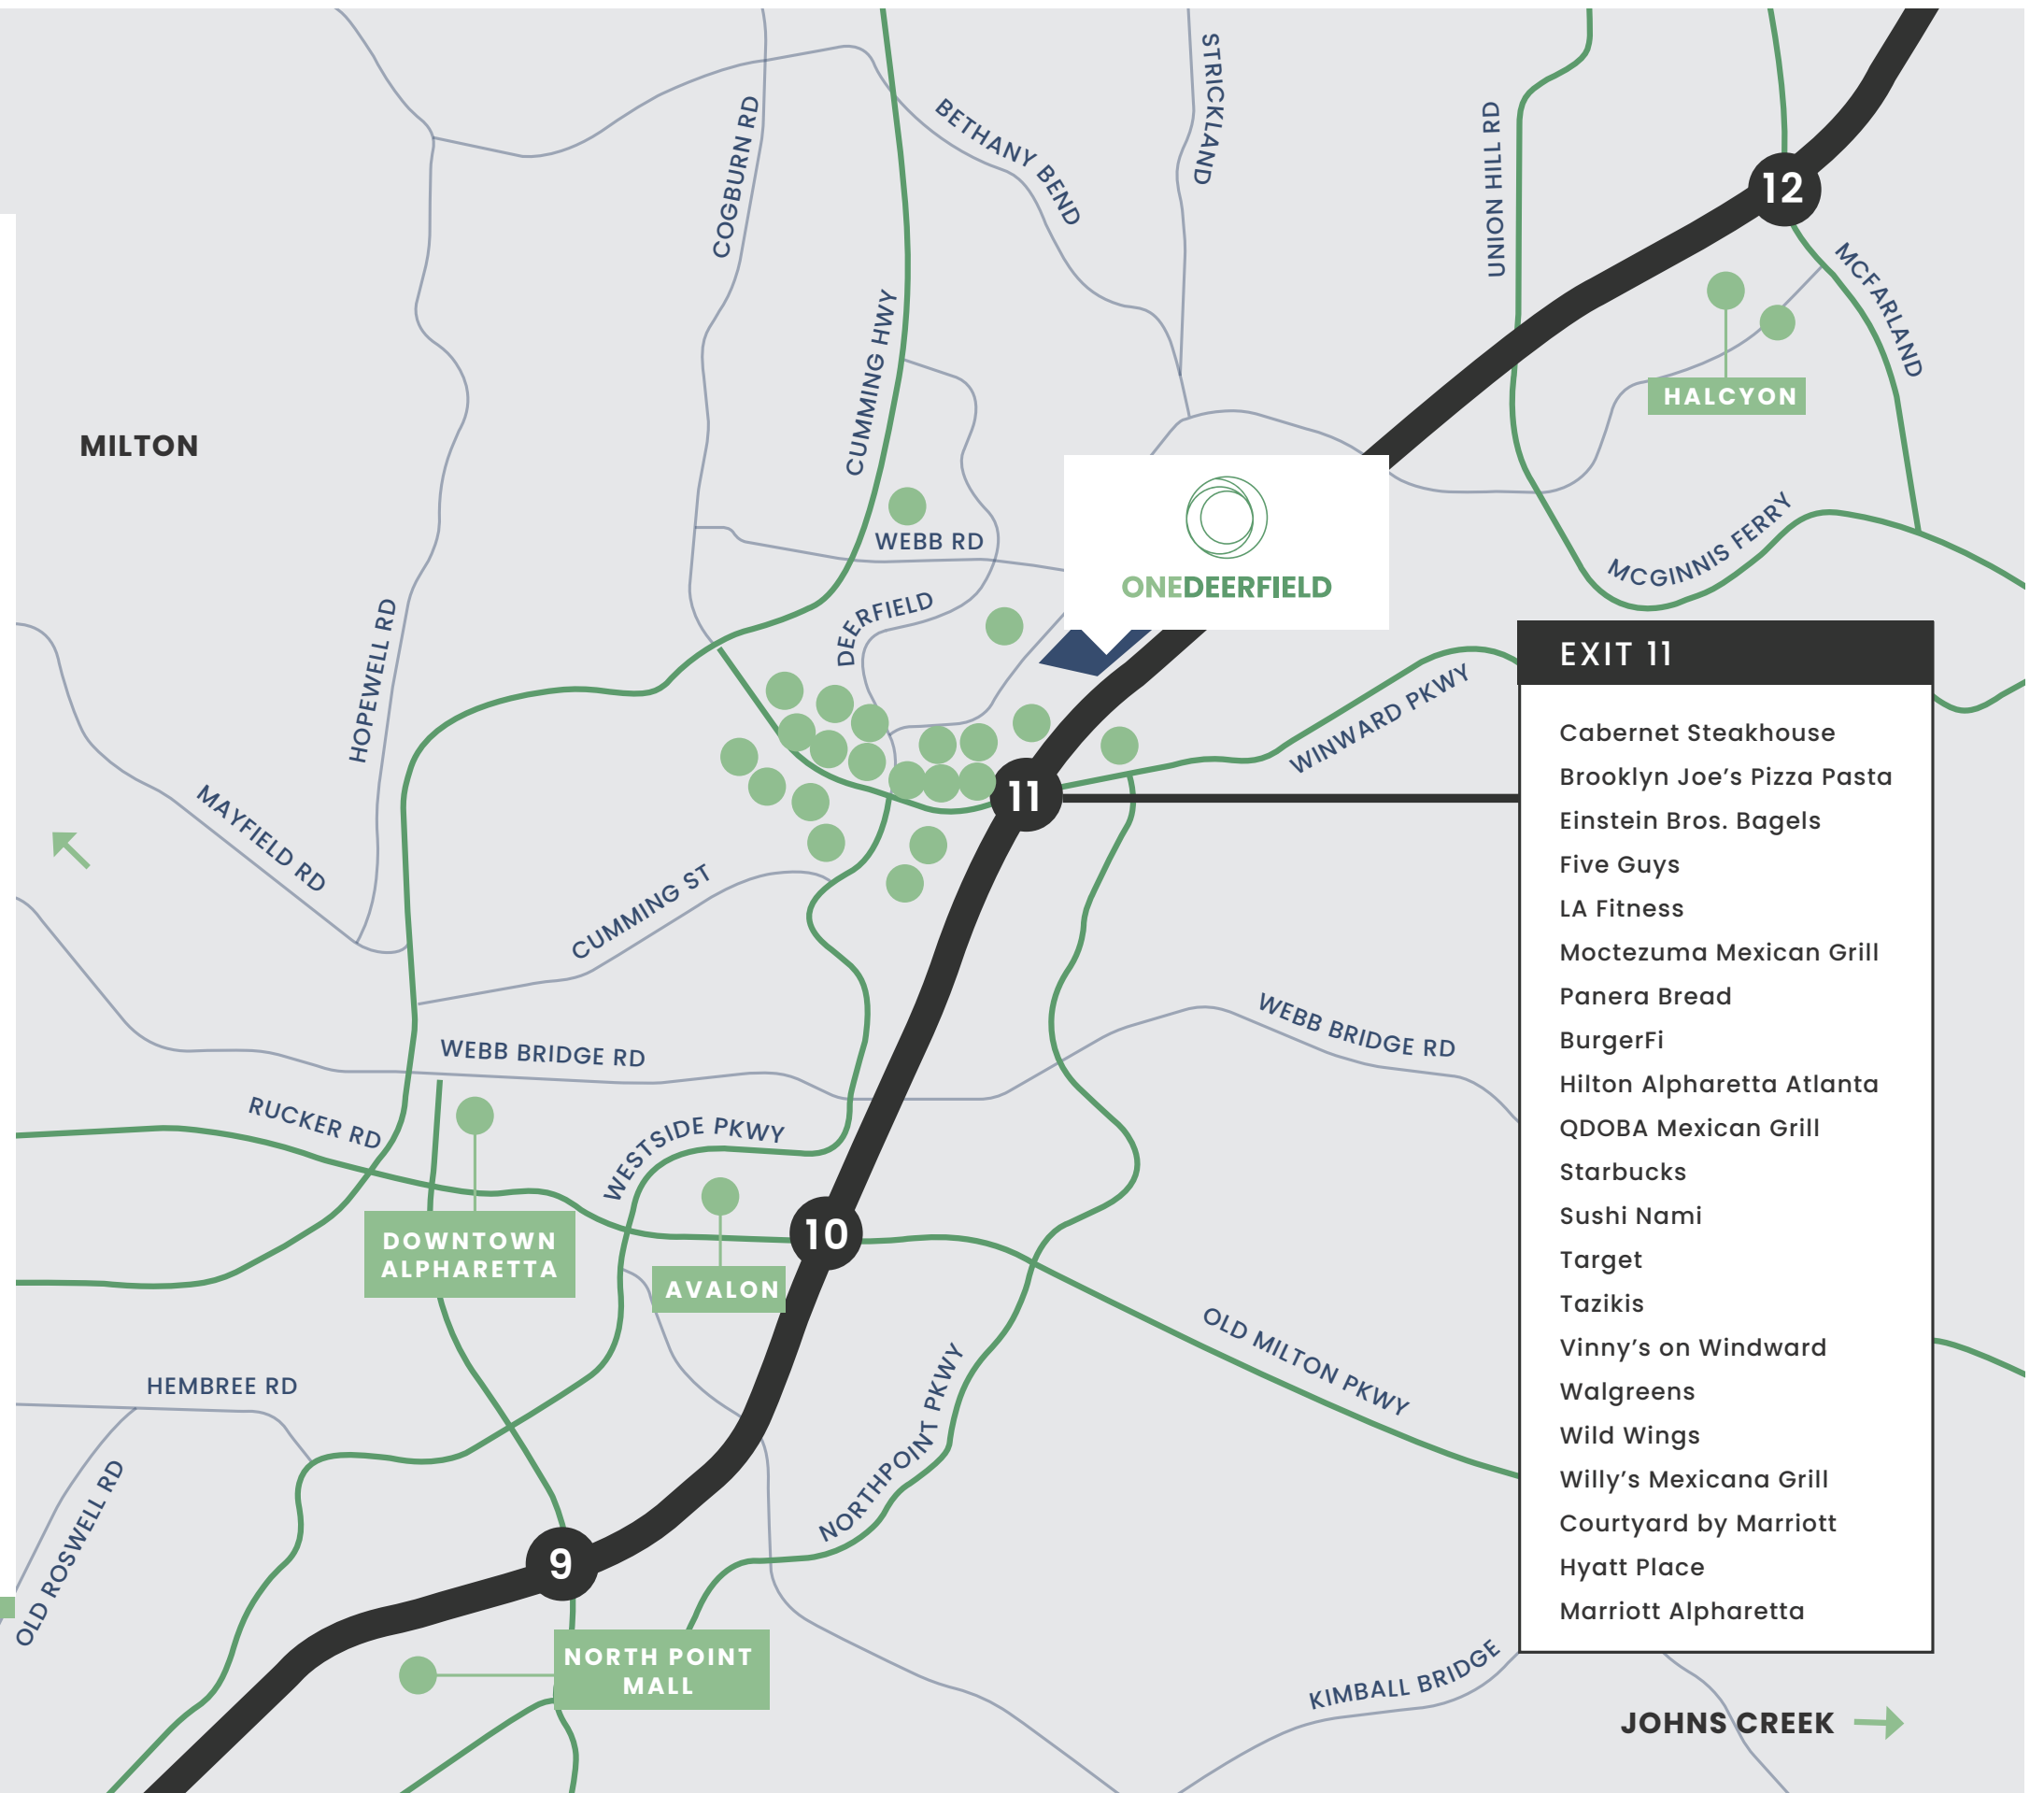 STRICKLAND
COGBURN RD
BETHANY BEND
UNION HILL RD
12
MCFARLAND
CUMMING HWY
HALCYON
MILTON
WEBB RD
ONEDEERFIELD
MCGINNIS FERRY
DEERFIELD
HOPEWELL RD
WINWARD PKWY
EXIT 11
11
Cabernet Steakhouse
Brooklyn Joe’s Pizza Pasta
Einstein Bros. Bagels
Five Guys
LA Fitness
Moctezuma Mexican Grill
Panera Bread
BurgerFi
Hilton Alpharetta Atlanta
QDOBA Mexican Grill
Starbucks
Sushi Nami
Target
Tazikis
Vinny’s on Windward
Walgreens
Wild Wings
Willy’s Mexicana Grill
Courtyard by Marriott
Hyatt Place
Marriott Alpharetta
MAYFIELD RD
CUMMING ST
WEBB BRIDGE RD
WEBB BRIDGE RD
RUCKER RD
WESTSIDE PKWY
10
DOWNTOWN
ALPHARETTA
AVALON
OLD MILTON PKWY
HEMBREE RD
NORTHPOINT PKWY
OLD ROSWELL RD
9
NORTH POINT
MALL
KIMBALL BRIDGE
JOHNS CREEK